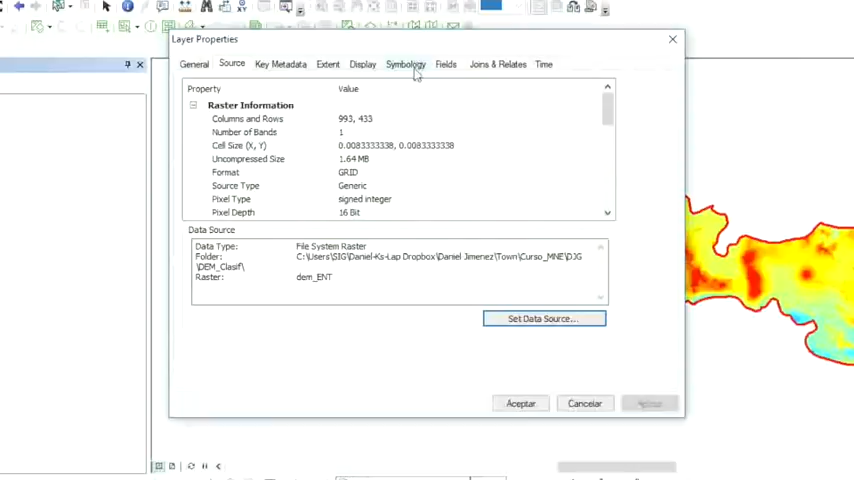 Layer Properties
General Source Key Metadata Extent Display Symbology Fields Joins & Relates Time
Property Value
Raster Information
Columns and Rows 993, 433
Number of Bands 1
Cell Size (X, Y) 0.0083333338, 0.0083333338
Uncompressed Size 1.64 MB
Format GRID
Source Type Generic
Pixel Type signed integer
Pixel Depth 16 Bit
Data Source
Data Type: File System Raster
Folder: C:\Users\SIG\Daniel-Ks-Lap Dropbox\Daniel Jimenez\Town\Curso_MNE\DJG
\DEM_Clasif\
Raster: dem_ENT
Set Data Source...
Aceptar Cancelar